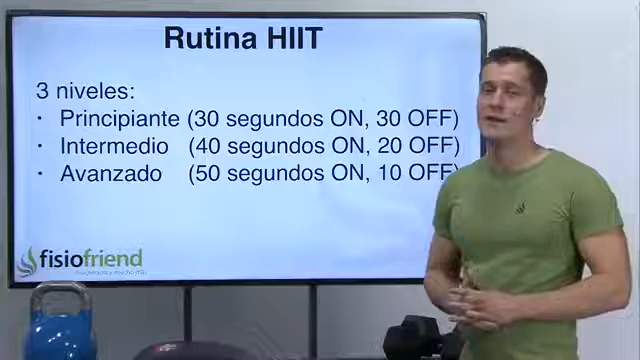 Rutina HIIT
3 niveles:
· Principiante (30 segundos ON, 30 OFF)
· Intermedio (40 segundos ON, 20 OFF)
· Avanzado (50 segundos ON, 10 OFF)
fisiofriend